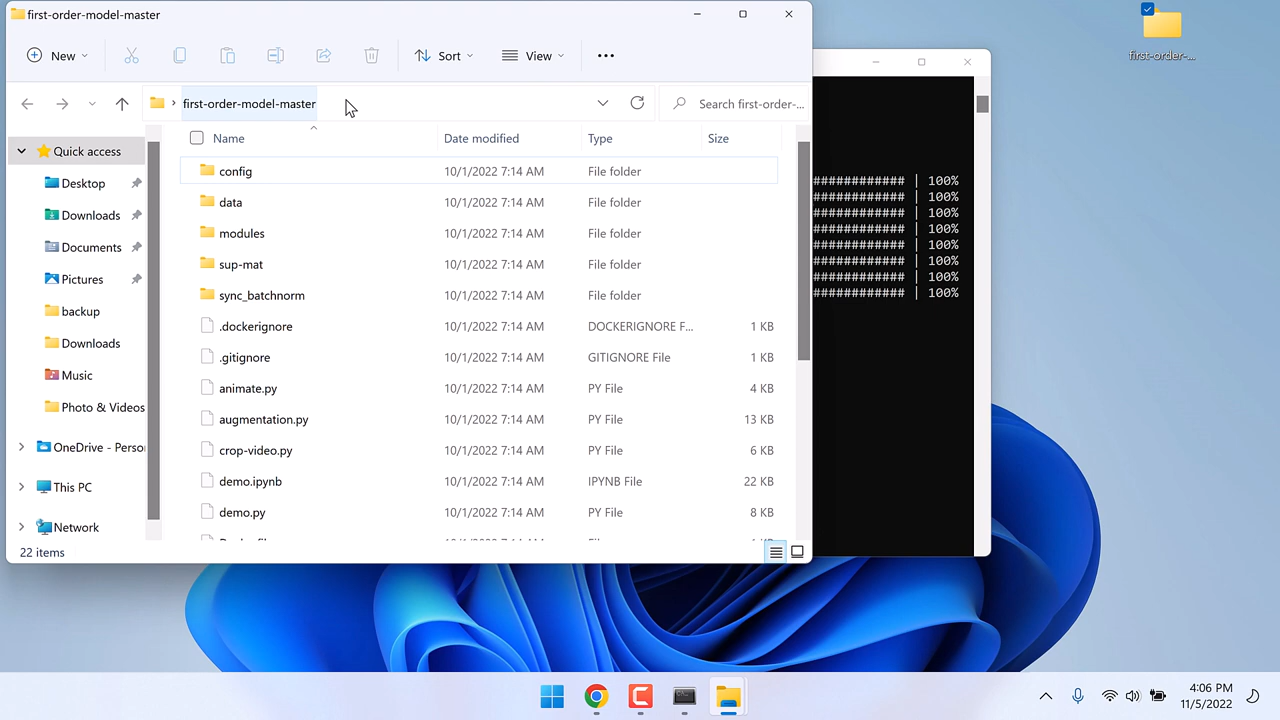 first-order-model-master
New
Sort
View
first-order-model-master
Search first-order-...
Name
Date modified
Type
Size
Quick access
Desktop
Downloads
Documents
Pictures
backup
Downloads
Music
Photo & Videos
OneDrive - Perso
This PC
Network
config 10/1/2022 7:14 AM File folder
data 10/1/2022 7:14 AM File folder
modules 10/1/2022 7:14 AM File folder
sup-mat 10/1/2022 7:14 AM File folder
sync_batchnorm 10/1/2022 7:14 AM File folder
.dockerignore 10/1/2022 7:14 AM DOCKERIGNORE F... 1 KB
.gitignore 10/1/2022 7:14 AM GITIGNORE File 1 KB
animate.py 10/1/2022 7:14 AM PY File 4 KB
augmentation.py 10/1/2022 7:14 AM PY File 13 KB
crop-video.py 10/1/2022 7:14 AM PY File 6 KB
demo.ipynb 10/1/2022 7:14 AM IPYNB File 22 KB
demo.py 10/1/2022 7:14 AM PY File 8 KB
22 items
############ | 100%
############ | 100%
############ | 100%
############ | 100%
############ | 100%
############ | 100%
############ | 100%
############ | 100%
first-order-...
4:06 PM
11/5/2022